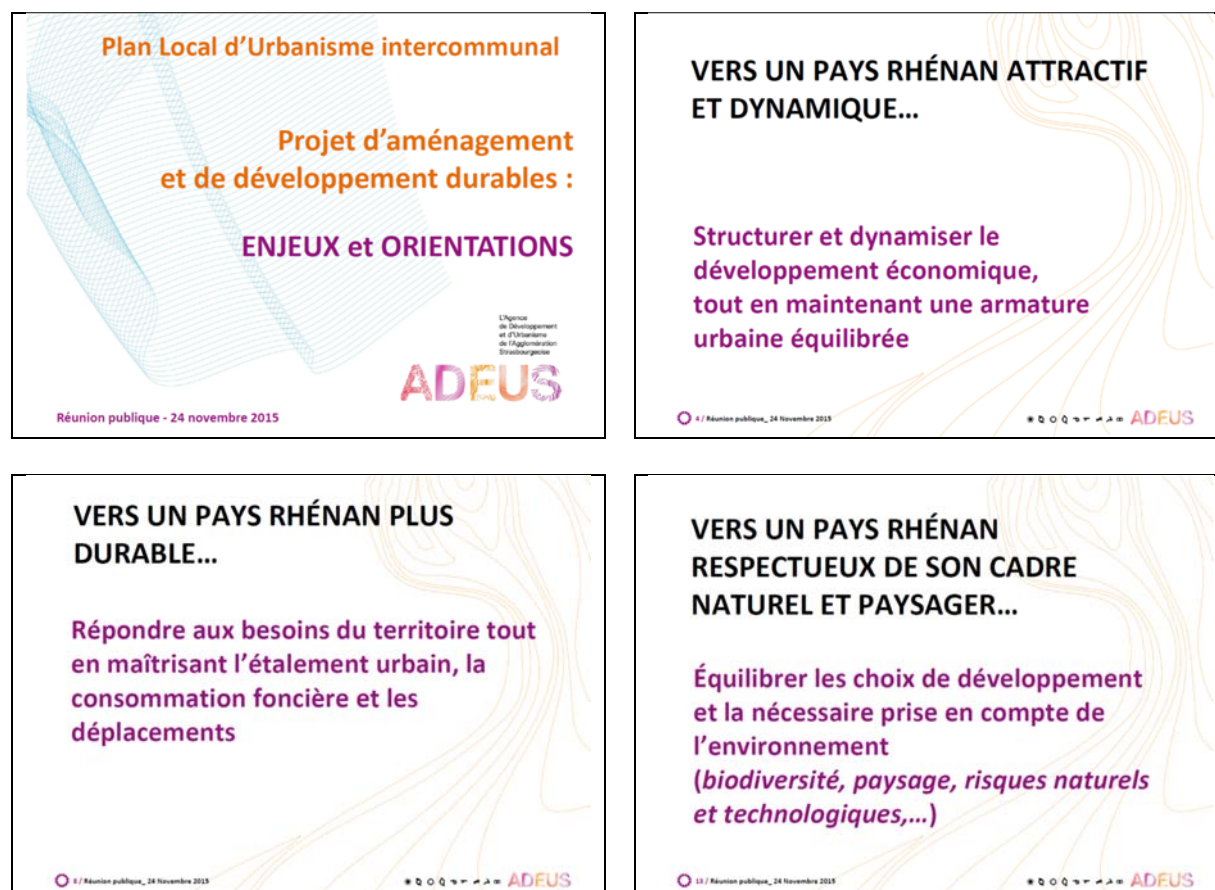 Plan Local d’Urbanisme intercommunal
Projet d’aménagement
et de développement durables :
ENJEUX et ORIENTATIONS
L'Agence
de Développement
et d'Urbanisme
de l'Agglomération
Strasbourgeoise
ADEUS
Réunion publique - 24 novembre 2015
VERS UN PAYS RHÉNAN ATTRACTIF
ET DYNAMIQUE…
Structurer et dynamiser le
développement économique,
tout en maintenant une armature
urbaine équilibrée
4 / Réunion publique_ 24 Novembre 2015
ADEUS
VERS UN PAYS RHÉNAN PLUS
DURABLE…
Répondre aux besoins du territoire tout
en maîtrisant l’étalement urbain, la
consommation foncière et les
déplacements
/ Réunion publique_ 24 Novembre 2015
ADEUS
VERS UN PAYS RHÉNAN
RESPECTUEUX DE SON CADRE
NATUREL ET PAYSAGER…
Équilibrer les choix de développement
et la nécessaire prise en compte de
l’environnement
(biodiversité, paysage, risques naturels
et technologiques,…)
13 / Réunion publique_ 24 Novembre 2015
ADEUS